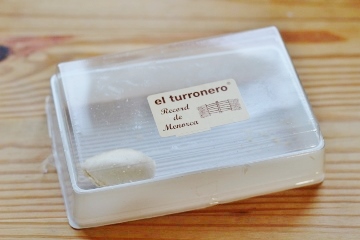 el turronero
Record
de
Menorca